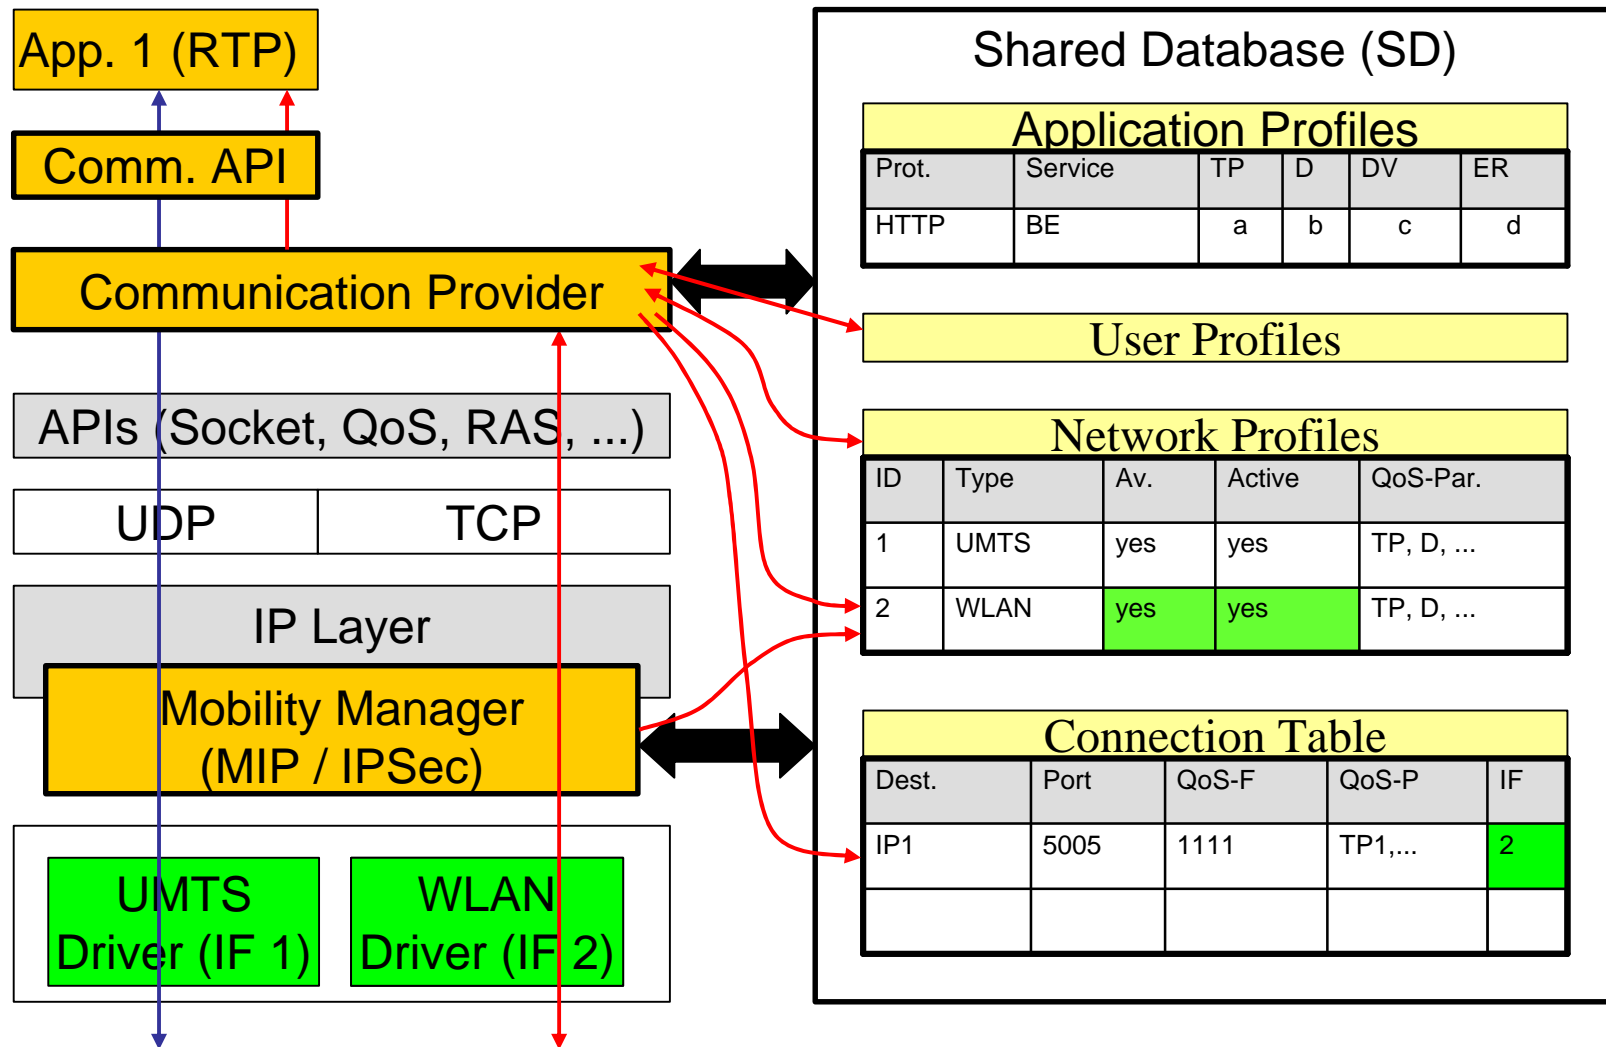 App. 1 (RTP)
Comm. API
Communication Provider
APIs (Socket, QoS, RAS, ...)
UDP TCP
IP Layer
Mobility Manager
(MIP / IPSec)
UMTS
Driver (IF 1)
WLAN
Driver (IF 2)
Shared Database (SD)
Application Profiles
Prot. Service TP D DV ER
HTTP BE a b c d
User Profiles
Network Profiles
ID Type Av. Active QoS-Par.
1 UMTS yes yes TP, D, ...
2 WLAN yes yes TP, D, ...
Connection Table
Dest. Port QoS-F QoS-P IF
IP1 5005 1111 TP1,... 2